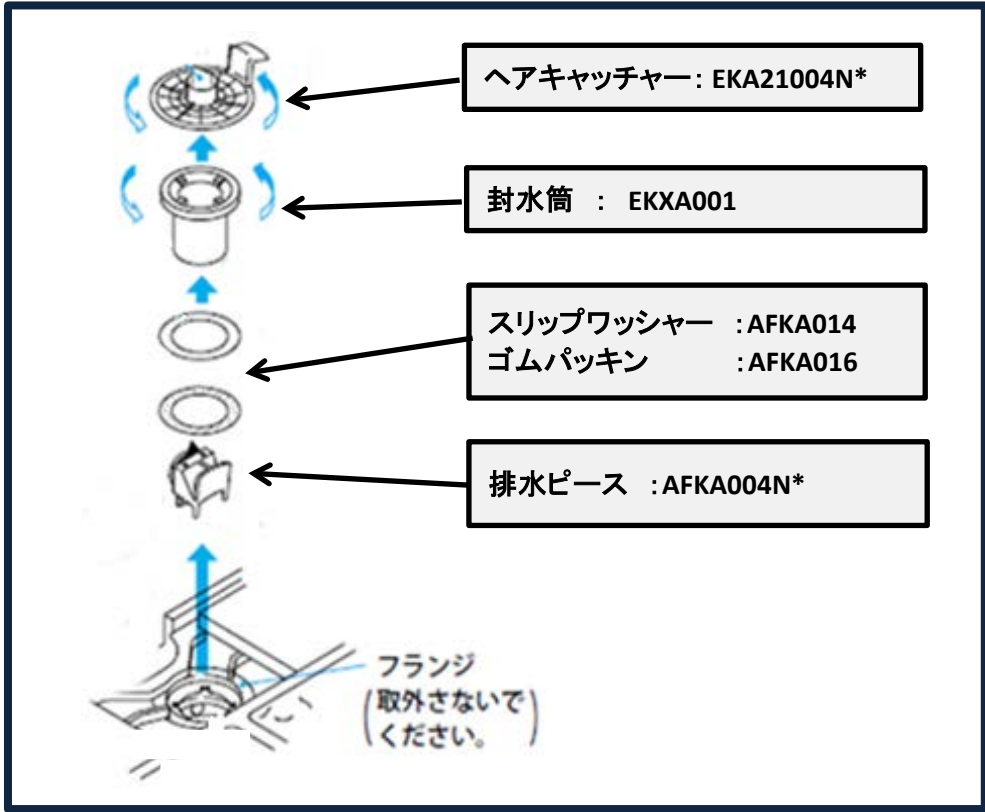 ヘアキャッチャー：EKA21004N*
封水筒 ： EKXA001
スリップワッシャー ：AFKA014
ゴムパッキン ：AFKA016
排水ピース ：AFKA004N*
フランジ
(取外さないで
ください。)